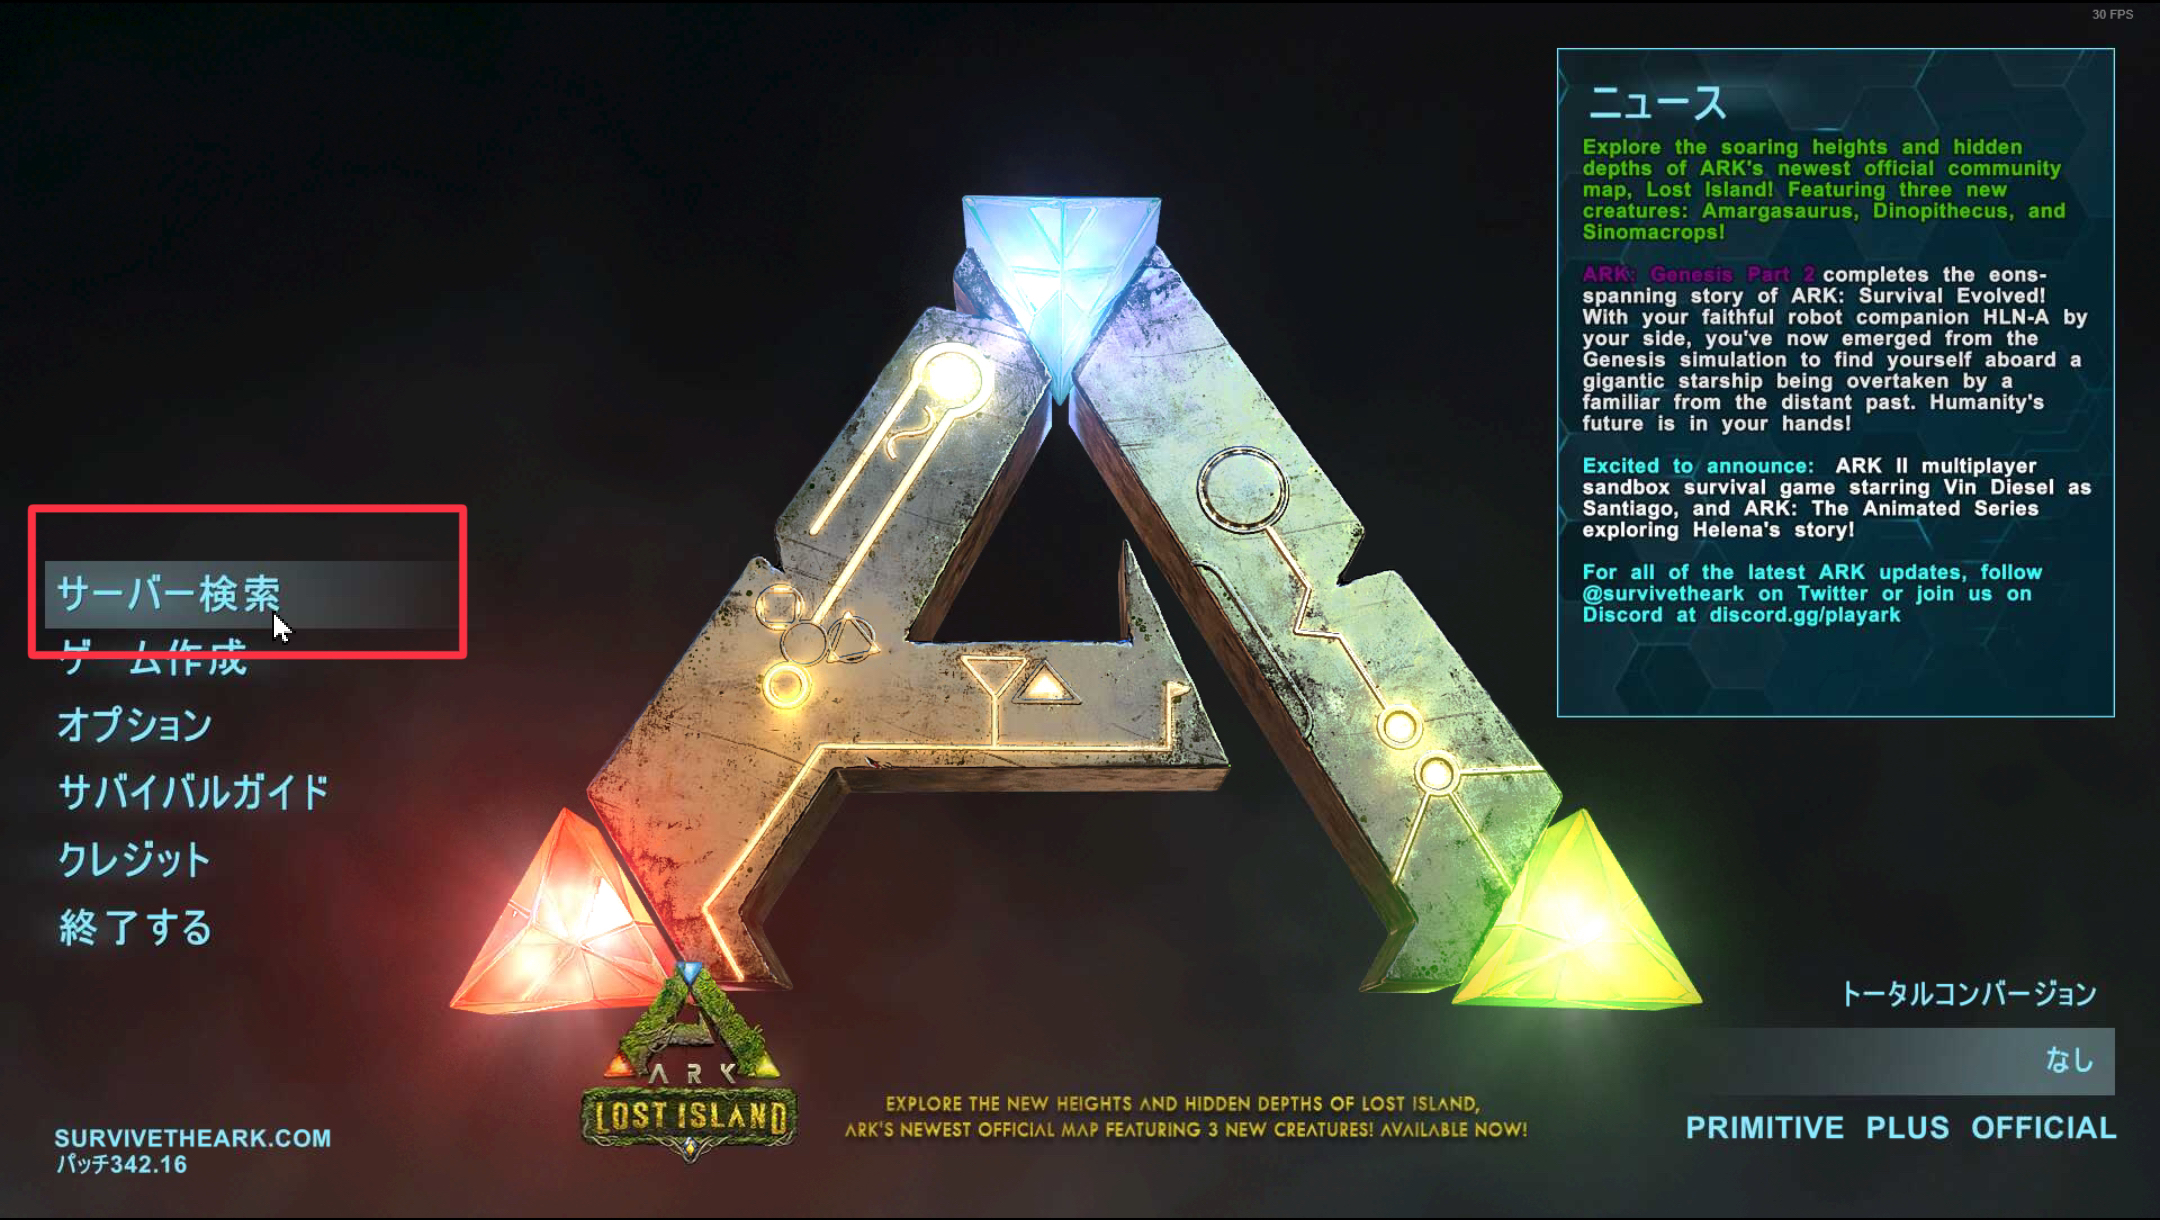 30 FPS
ニュース
Explore the soaring heights and hidden
depths of ARK's newest official community
map, Lost Island! Featuring three new
creatures: Amargasaurus, Dinopithecus, and
Sinomacrops!
ARK: Genesis Part 2 completes the eons-
spanning story of ARK: Survival Evolved!
With your faithful robot companion HLN-A by
your side, you've now emerged from the
Genesis simulation to find yourself aboard a
gigantic starship being overtaken by a
familiar from the distant past. Humanity's
future is in your hands!
Excited to announce: ARK II multiplayer
sandbox survival game starring Vin Diesel as
Santiago, and ARK: The Animated Series
exploring Helena's story!
For all of the latest ARK updates, follow
@survivetheark on Twitter or join us on
Discord at discord.gg/playark
サーバー検索
ゲーム作成
オプション
サバイバルガイド
クレジット
終了する
トータルコンバージョン
なし
PRIMITIVE PLUS OFFICIAL
ARK
LOST ISLAND
EXPLORE THE NEW HEIGHTS AND HIDDEN DEPTHS OF LOST ISLAND,
ARK'S NEWEST OFFICIAL MAP FEATURING 3 NEW CREATURES! AVAILABLE NOW!
SURVIVETHEARK.COM
パッチ342.16